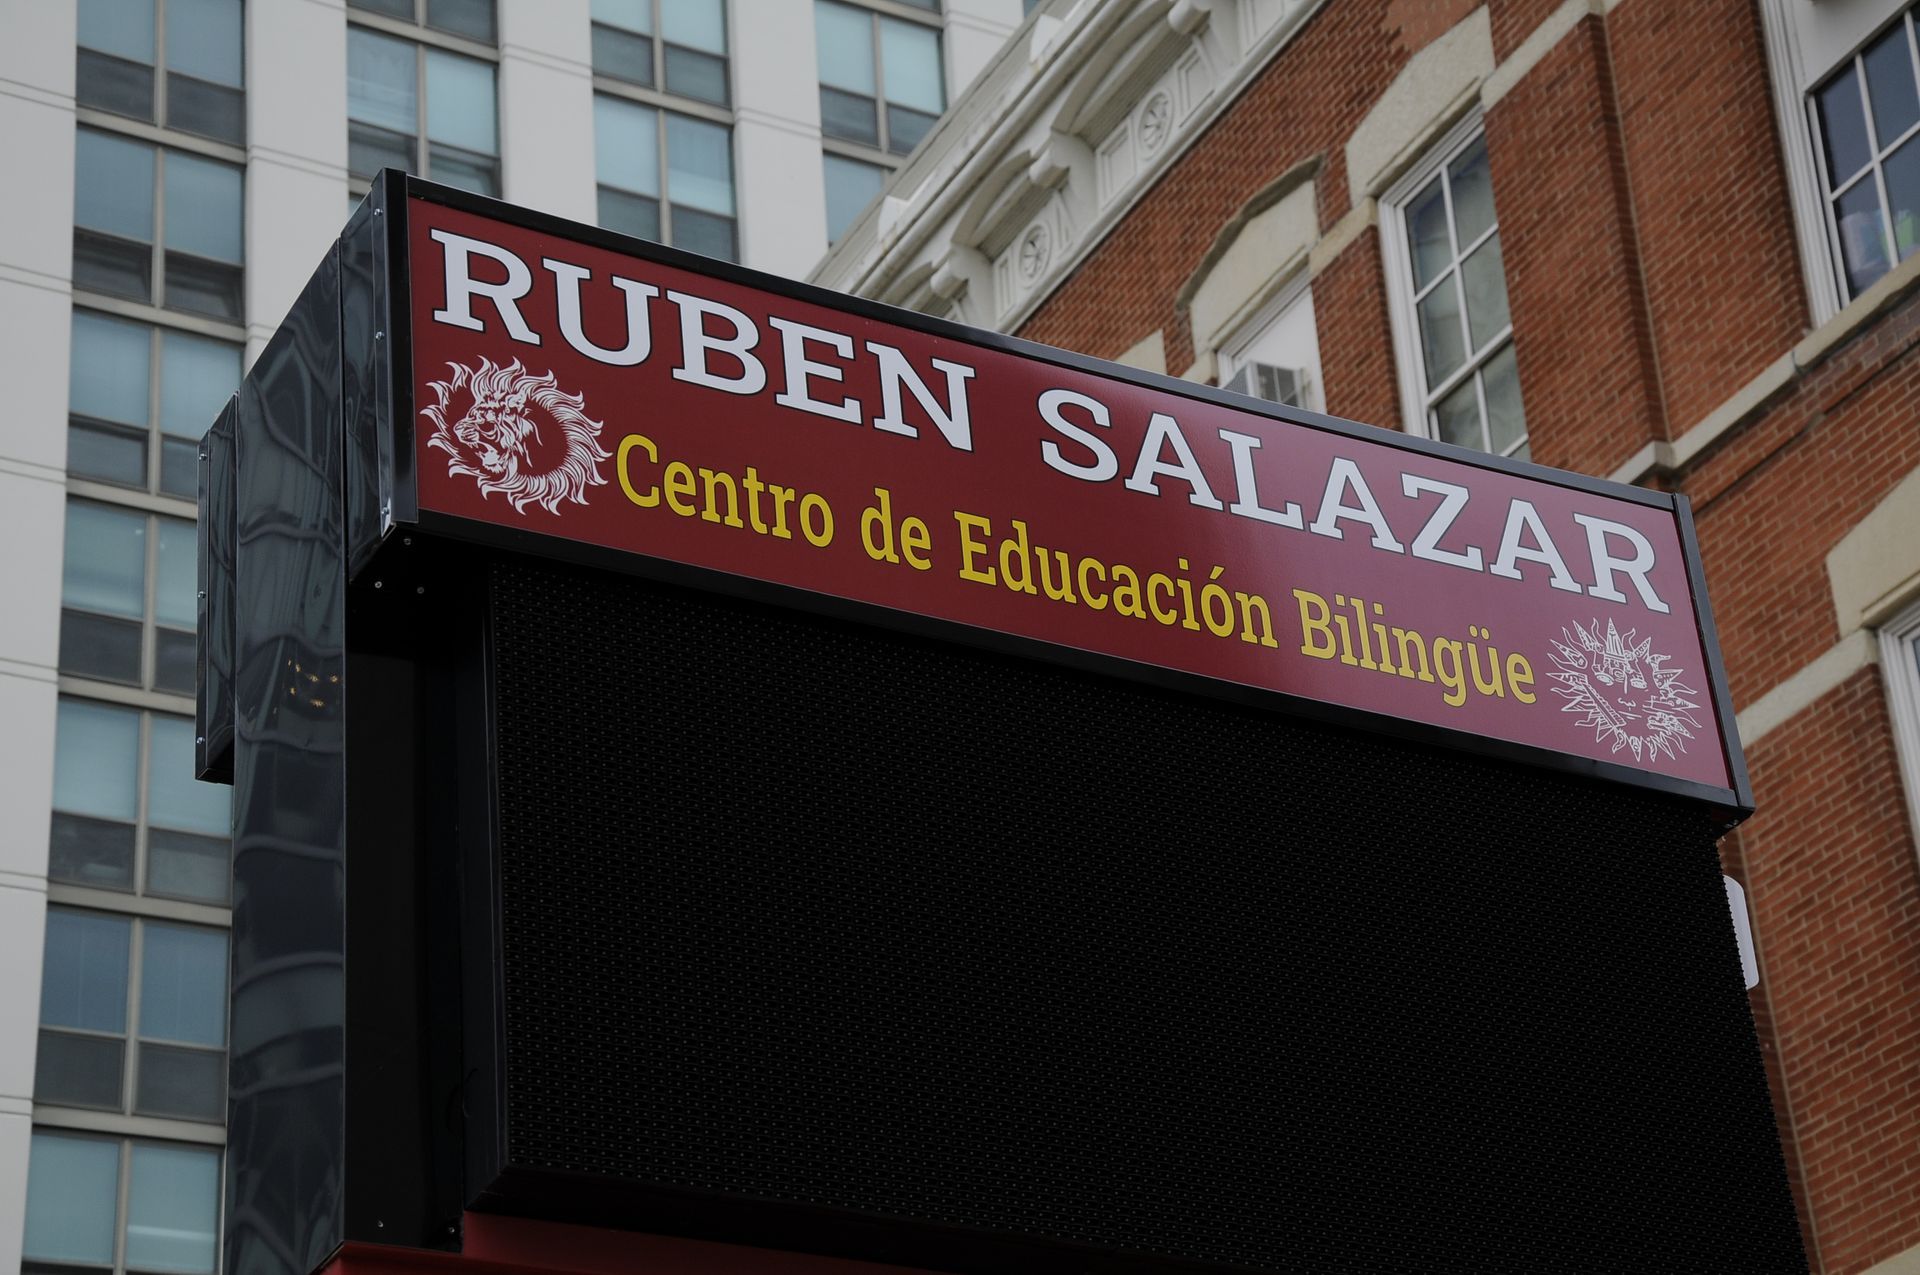 RUBEN SALAZAR
Centro de Educación Bilingüe